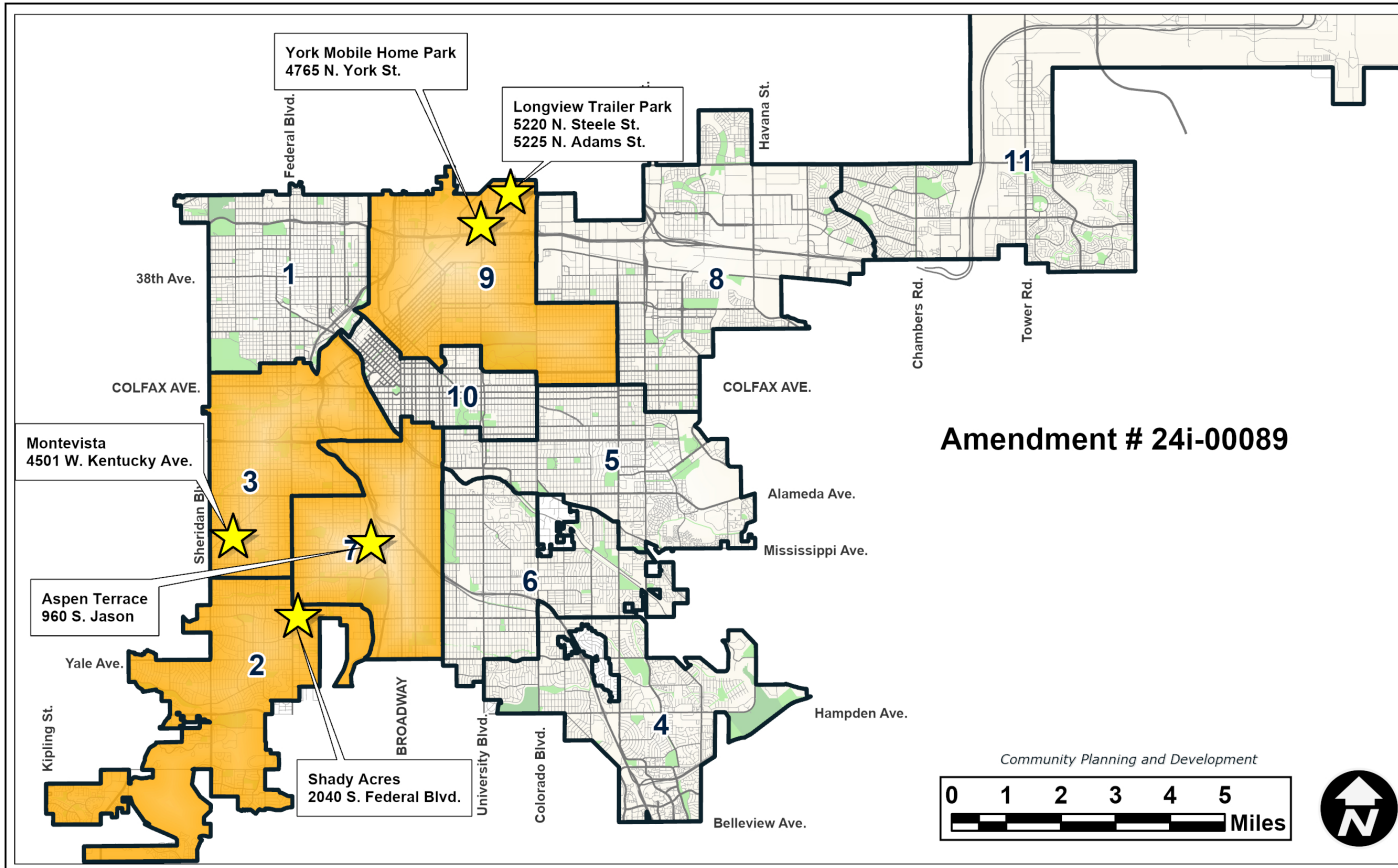 York Mobile Home Park
4765 N. York St.
Longview Trailer Park
5220 N. Steele St.
5225 N. Adams St.
Federal Blvd.
Havana St.
11
1
9
8
38th Ave.
Chambers Rd.
Tower Rd.
COLFAX AVE.
10
COLFAX AVE.
Amendment # 24i-00089
Montevista
4501 W. Kentucky Ave.
3
5
Sheridan
Alameda Ave.
7
Mississippi Ave.
6
Aspen Terrace
960 S. Jason
2
Yale Ave.
Kipling St.
BROADWAY
University Blvd.
Colorado Blvd.
4
Hampden Ave.
Shady Acres
2040 S. Federal Blvd.
Community Planning and Development
0 1 2 3 4 5
Miles
Belleview Ave.
N